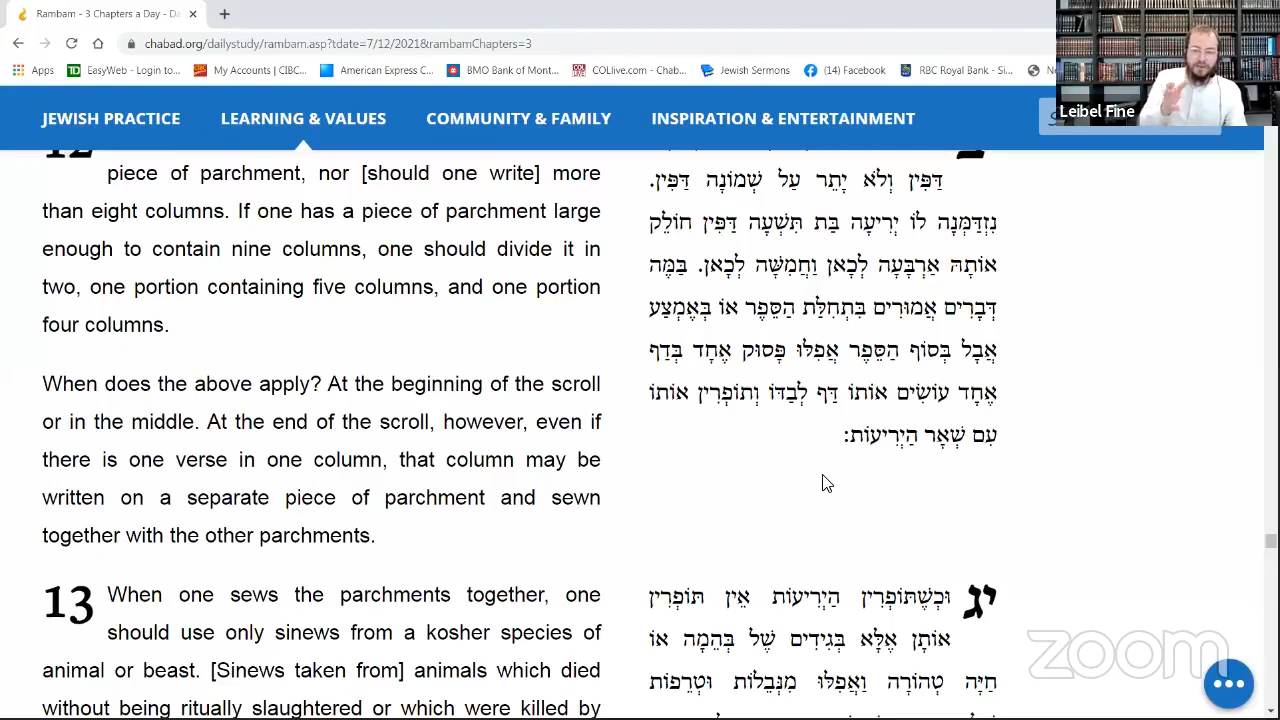 Rambam - 3 Chapters a Day - Da
chabad.org/dailystudy/rambam.asp?tdate=7/12/2021&rambamChapters=3
Apps
EasyWeb - Login to...
My Accounts | CIBC...
American Express C...
BMO Bank of Mont...
COLlive.com - Chab...
Jewish Sermons
(14) Facebook
RBC Royal Bank - Si...
Leibel Fine
JEWISH PRACTICE
LEARNING & VALUES
COMMUNITY & FAMILY
INSPIRATION & ENTERTAINMENT
12
piece of parchment, nor [should one write] more
than eight columns. If one has a piece of parchment large
enough to contain nine columns, one should divide it in
two, one portion containing five columns, and one portion
four columns.
When does the above apply? At the beginning of the scroll
or in the middle. At the end of the scroll, however, even if
there is one verse in one column, that column may be
written on a separate piece of parchment and sewn
together with the other parchments.
13 When one sews the parchments together, one
should use only sinews from a kosher species of
animal or beast. [Sinews taken from] animals which died
without being ritually slaughtered or which were killed by
דַּפִּין וְלֹא יָתֵר עַל שְׁמוֹנָה דַּפִּין.
נִזְדַּמְּנָה לוֹ יְרִיעָה בַּת תִּשְׁעָה דַּפִּין חוֹלֵק
אוֹתָהּ אַרְבָּעָה לְכָאן וַחֲמִשָּׁה לְכָאן. בַּמֶּה
דְּבָרִים אֲמוּרִים בִּתְחִלַּת הַסֵּפֶר אוֹ בְּאֶמְצַע
אֲבָל בְּסוֹף הַסֵּפֶר אֲפִלּוּ פָּסוּק אֶחָד בְּדַף
אֶחָד עוֹשִׂים אוֹתוֹ דַּף לְבַדּוֹ וְתוֹפְרִין אוֹתוֹ
עִם שְׁאָר הַיְרִיעוֹת:
יג וּכְשֶׁתּוֹפְרִין הַיְרִיעוֹת אֵין תּוֹפְרִין
אוֹתָן אֶלָּא בְּגִידִים שֶׁל בְּהֵמָה אוֹ
חַיָּה טְהוֹרָה וַאֲפִלּוּ מִנְּבֵלוֹת וּטְרֵפוֹת
zoom